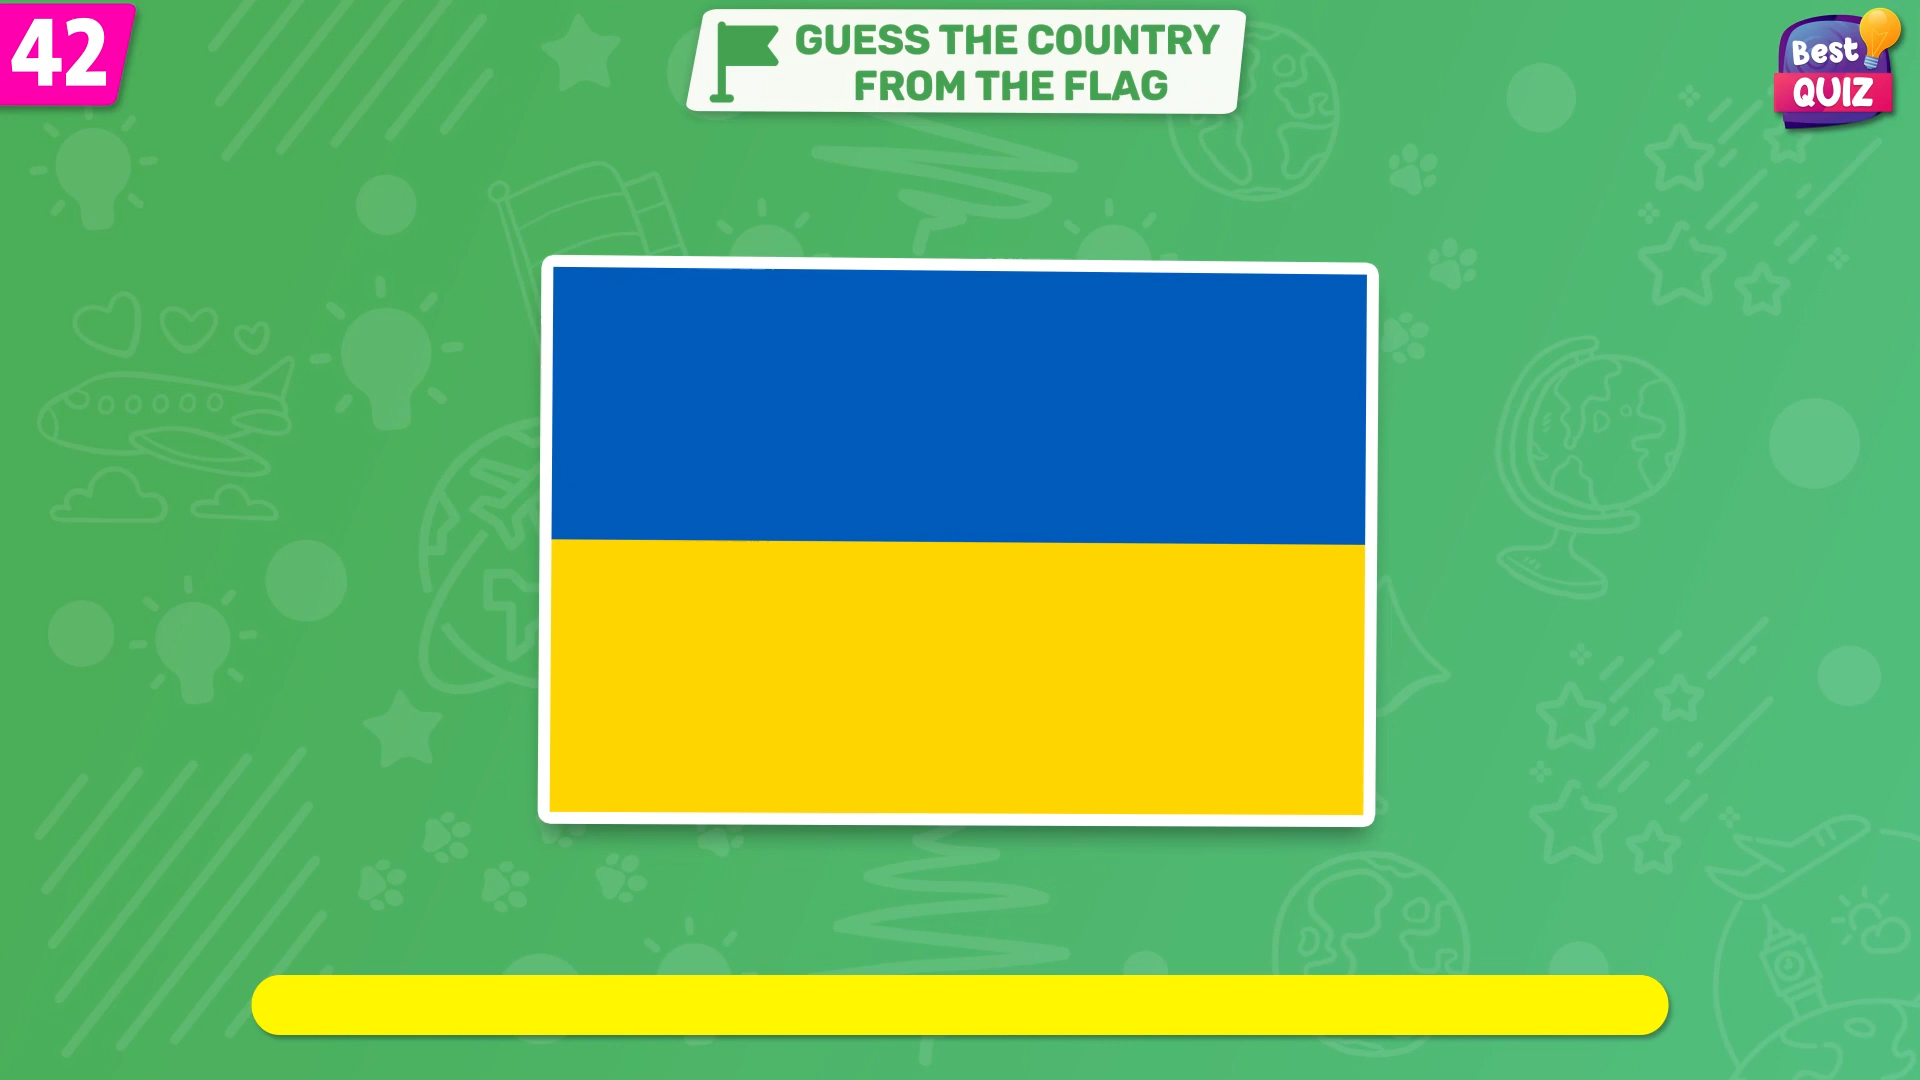 42
GUESS THE COUNTRY
FROM THE FLAG
Best
QUIZ